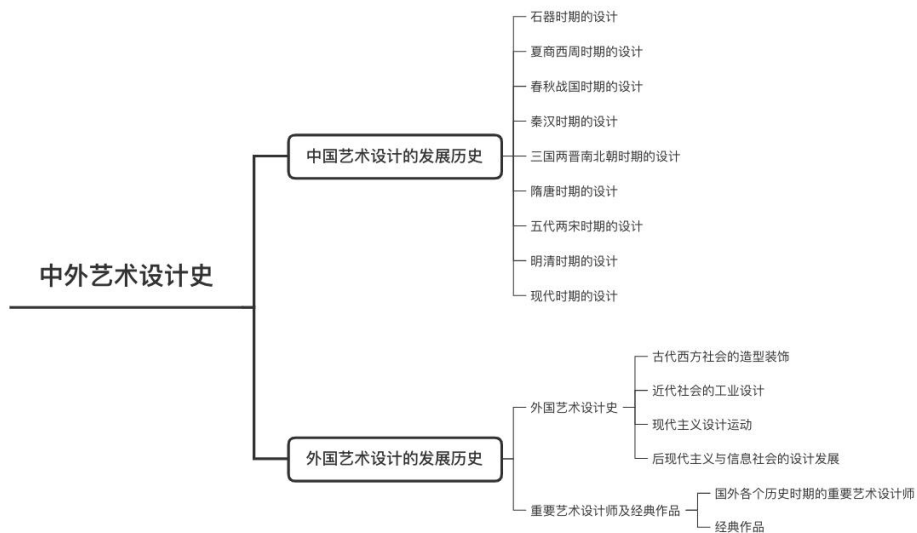 中外艺术设计史
中国艺术设计的发展历史
石器时期的设计
夏商西周时期的设计
春秋战国时期的设计
秦汉时期的设计
三国两晋南北朝时期的设计
隋唐时期的设计
五代两宋时期的设计
明清时期的设计
现代时期的设计
外国艺术设计的发展历史
外国艺术设计史
古代西方社会的造型装饰
近代社会的工业设计
现代主义设计运动
后现代主义与信息社会的设计发展
重要艺术设计师及经典作品
国外各个历史时期的重要艺术设计师
经典作品